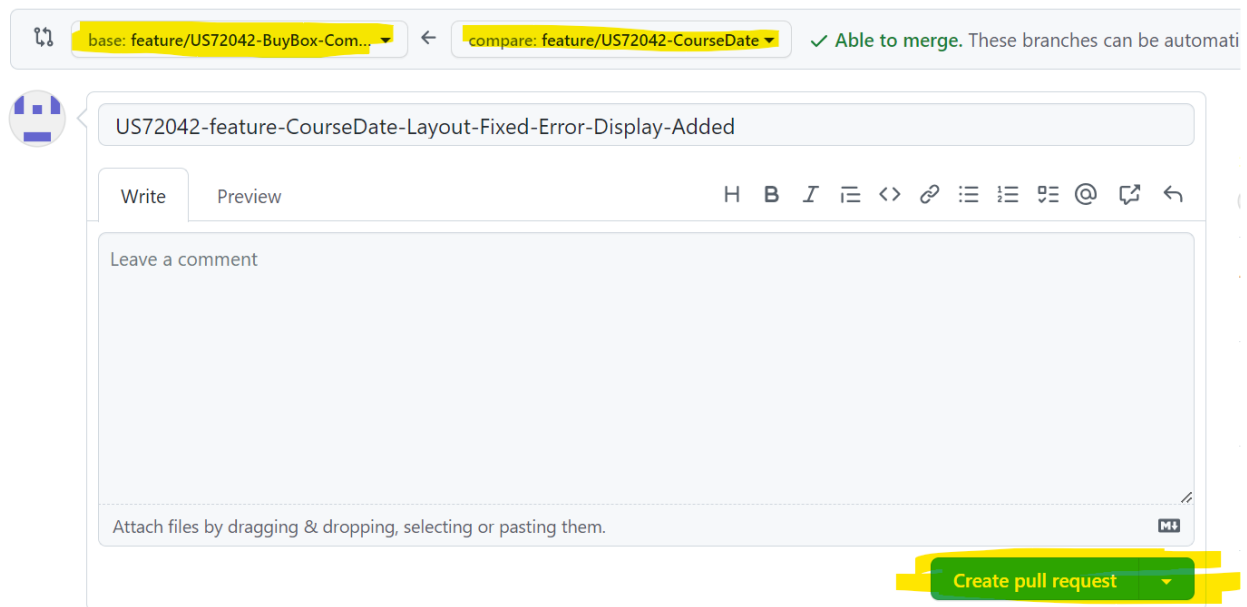 base: feature/US72042-BuyBox-Com... compare: feature/US72042-CourseDate Able to merge. These branches can be automati
US72042-feature-CourseDate-Layout-Fixed-Error-Display-Added
Write Preview
Leave a comment
Attach files by dragging & dropping, selecting or pasting them.
Create pull request